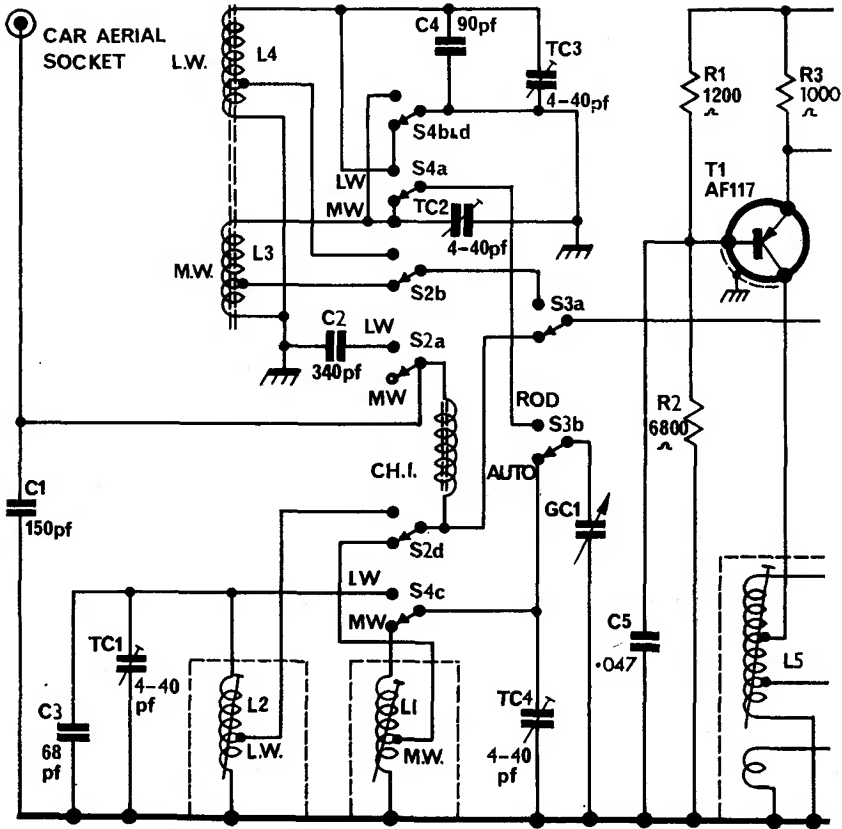 CAR AERIAL
SOCKET
L.W.
L4
C4
90pf
TC3
4-40pf
R1
1200
Ω
R3
1000
Ω
S4b&d
S4a
LW
MW
TC2
4-40pf
T1
AF117
L3
M.W.
S2b
S3a
C2
340pf
LW
S2a
MW
ROD
S3b
AUTO
R2
6800
Ω
CH.f.
GC1
C1
150pf
S2d
LW
S4c
MW
TC1
4-40
pf
C3
68
pf
L2
L.W.
L1
M.W.
TC4
4-40
pf
C5
.047
L5